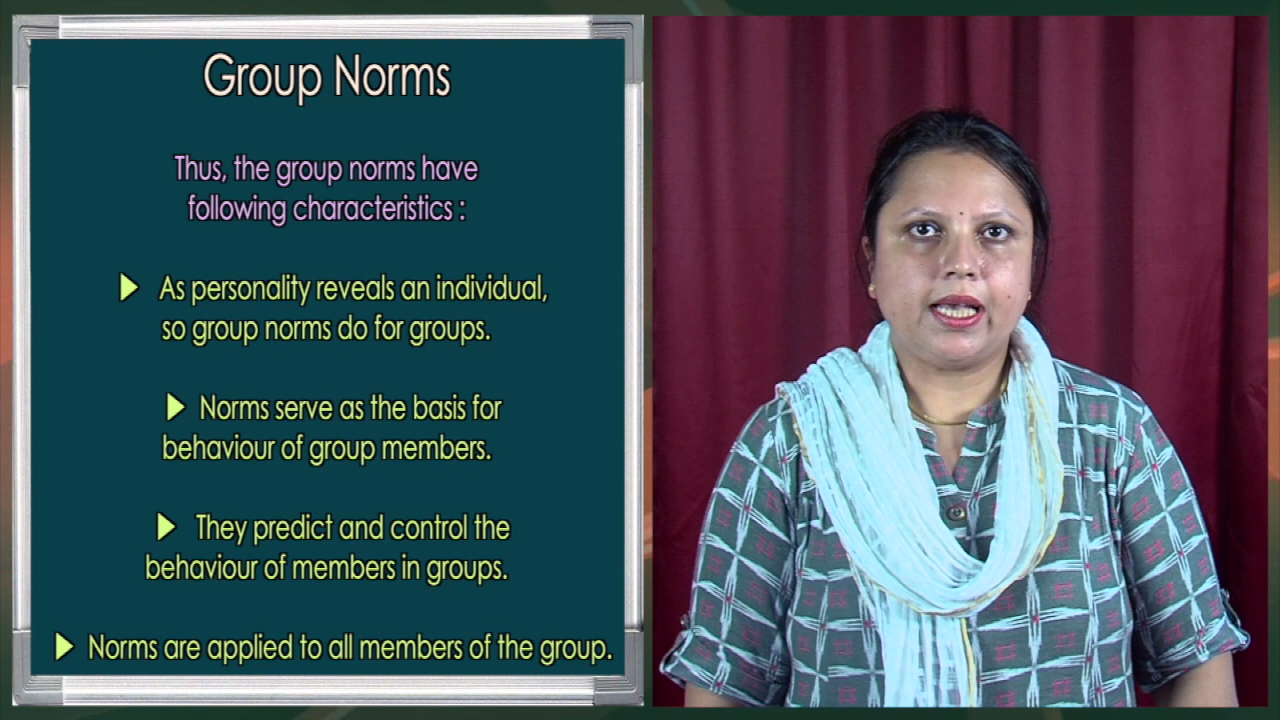 Group Norms
Thus, the group norms have
following characteristics :
▶ As personality reveals an individual,
so group norms do for groups.
▶ Norms serve as the basis for
behaviour of group members.
▶ They predict and control the
behaviour of members in groups.
▶ Norms are applied to all members of the group.